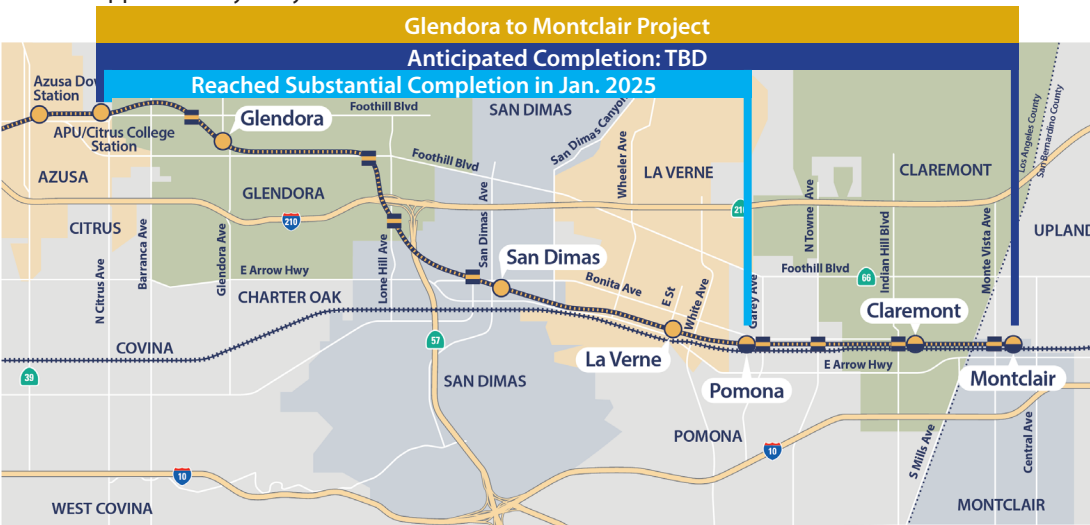 Glendora to Montclair Project
Anticipated Completion: TBD
Reached Substantial Completion in Jan. 2025
Azusa Dow
Station
APU/Citrus College
Station
Glendora
Foothill Blvd
SAN DIMAS
San Dimas Canyon
Wheeler Ave
LA VERNE
CLAREMONT
Los Angeles County
San Bernardino County
AZUSA
GLENDORA
Foothill Blvd
210
210
CITRUS
Barranca Ave
Glendora Ave
Lone Hill Ave
San Dimas Ave
N Towne Ave
Indian Hill Blvd
Monte Vista Ave
UPLAND
N Citrus Ave
E Arrow Hwy
CHARTER OAK
San Dimas
Bonita Ave
E St
White Ave
Garey Ave
Foothill Blvd
66
Claremont
COVINA
57
La Verne
E Arrow Hwy
39
SAN DIMAS
Pomona
Montclair
POMONA
10
S Mills Ave
Central Ave
10
WEST COVINA
MONTCLAIR